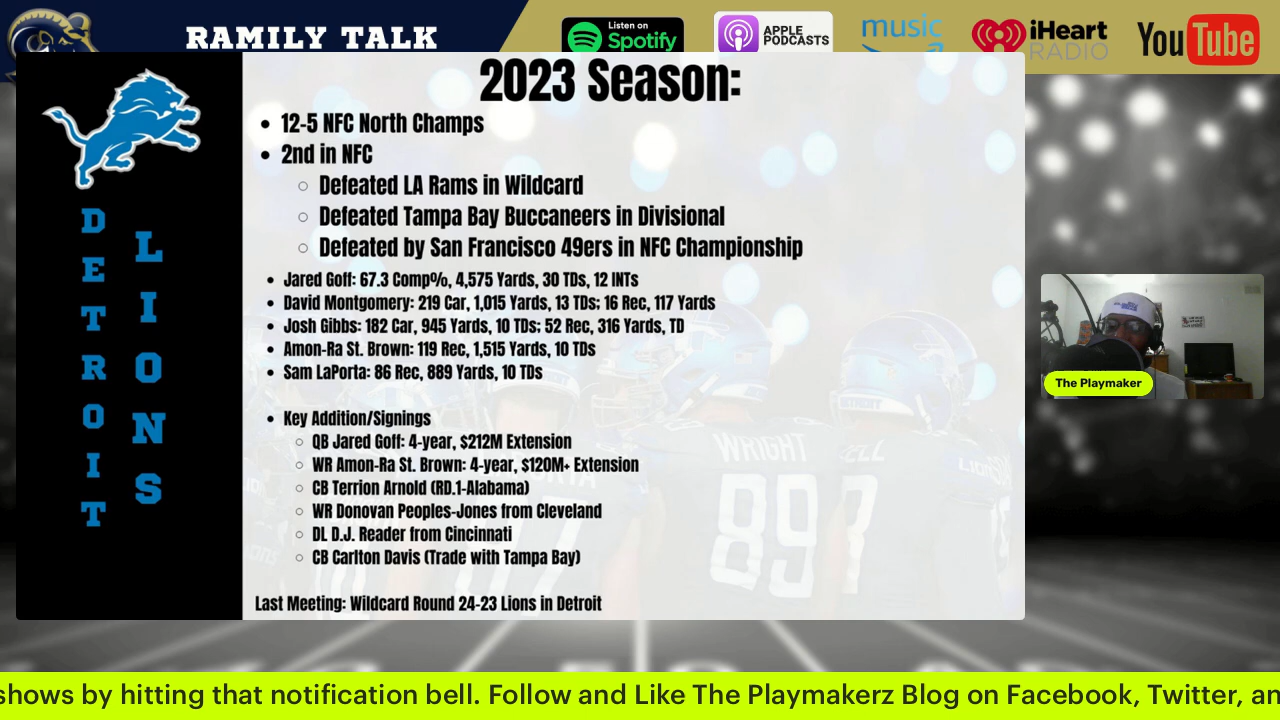 RAMILY TALK
Listen on
Spotify
APPLE
PODCASTS
music
iHeart
RADIO
YouTube
DETROIT
LIONS
2023 Season:
12-5 NFC North Champs
2nd in NFC
Defeated LA Rams in Wildcard
Defeated Tampa Bay Buccaneers in Divisional
Defeated by San Francisco 49ers in NFC Championship
Jared Goff: 67.3 Comp%, 4,575 Yards, 30 TDs, 12 INTs
David Montgomery: 219 Car, 1,015 Yards, 13 TDs; 16 Rec, 117 Yards
Josh Gibbs: 182 Car, 945 Yards, 10 TDs; 52 Rec, 316 Yards, TD
Amon-Ra St. Brown: 119 Rec, 1,515 Yards, 10 TDs
Sam LaPorta: 86 Rec, 889 Yards, 10 TDs
Key Addition/Signings
QB Jared Goff: 4-year, $212M Extension
WR Amon-Ra St. Brown: 4-year, $120M+ Extension
CB Terrion Arnold (RD.1-Alabama)
WR Donovan Peoples-Jones from Cleveland
DL D.J. Reader from Cincinnati
CB Carlton Davis (Trade with Tampa Bay)
Last Meeting: Wildcard Round 24-23 Lions in Detroit
WRIGHT
89
The Playmaker
shows by hitting that notification bell. Follow and Like The Playmakerz Blog on Facebook, Twitter, an